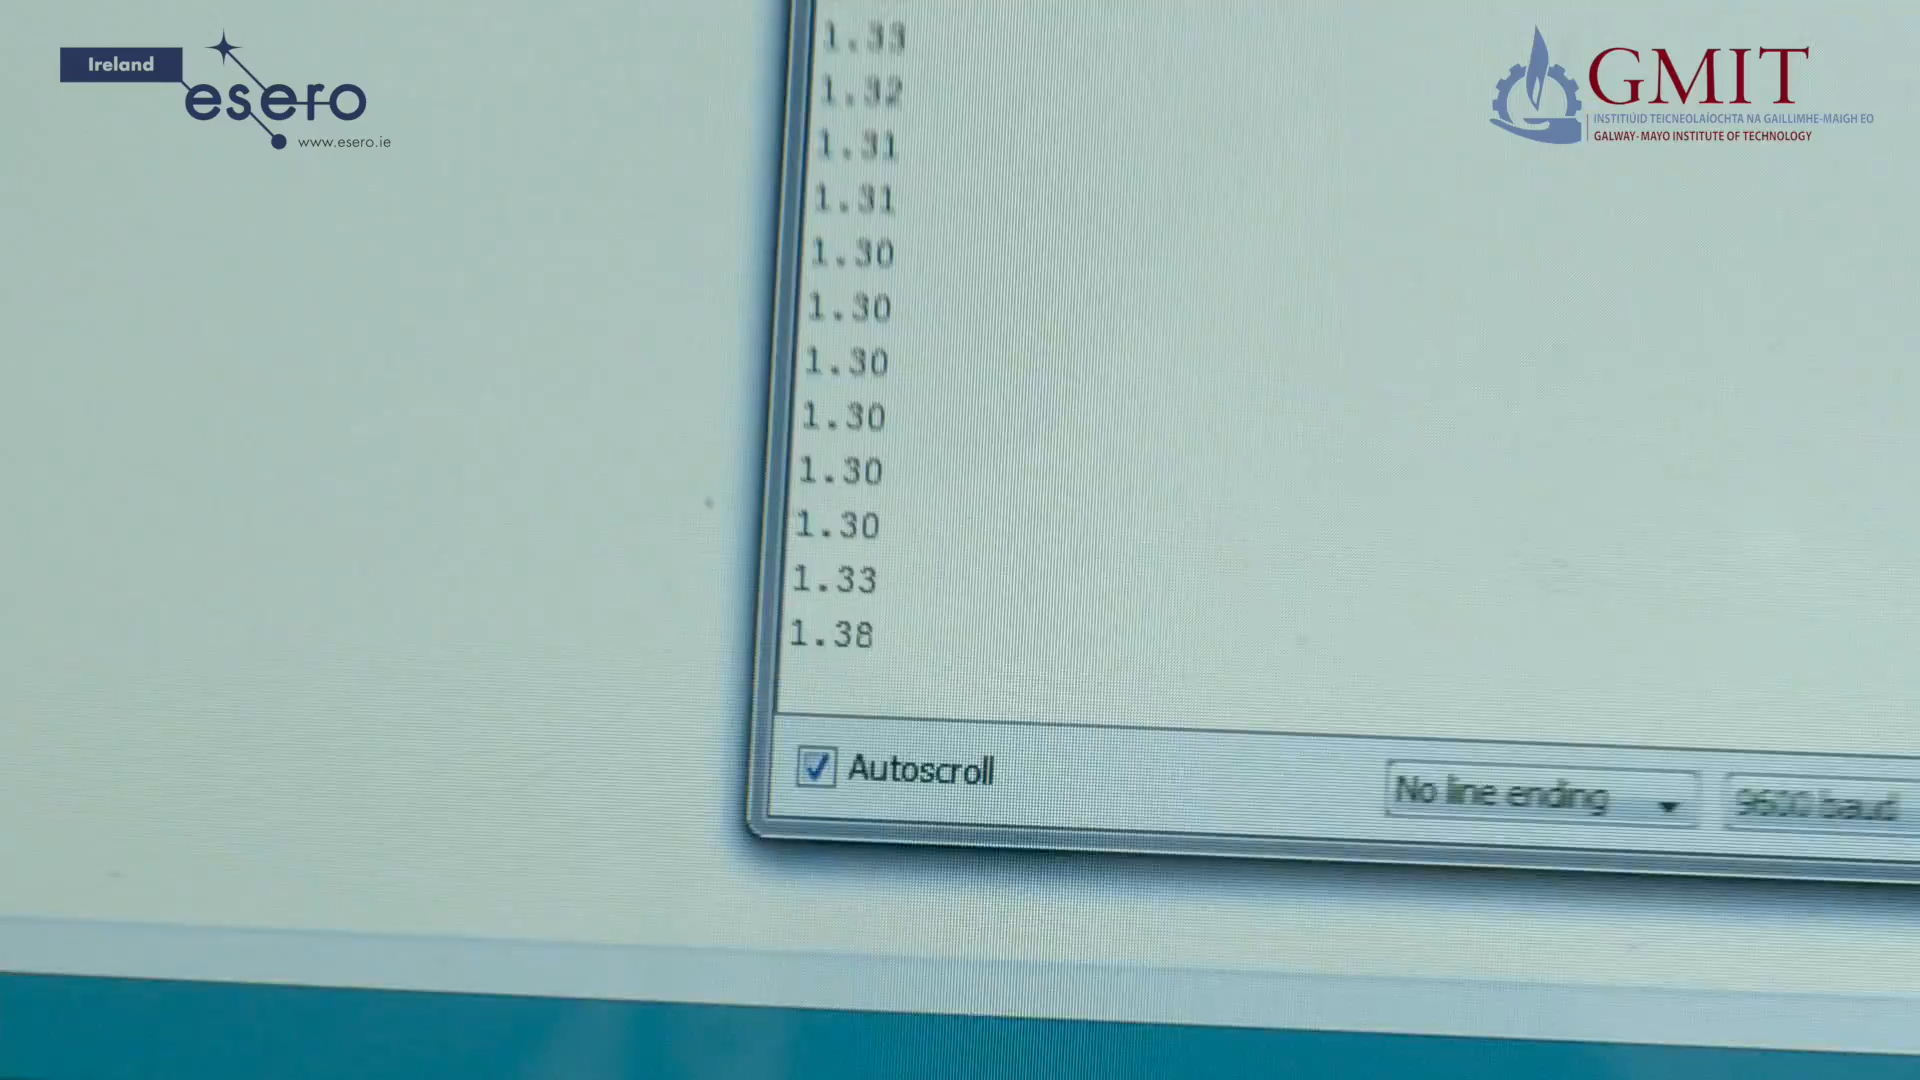 Ireland
esero
www.esero.ie
GMIT
INSTITIÚID TEICNEOLAÍOCHTA NA GAILLIMHE-MAIGH EO
GALWAY-MAYO INSTITUTE OF TECHNOLOGY
1.33
1.32
1.31
1.31
1.30
1.30
1.30
1.30
1.30
1.30
1.33
1.38
Autoscroll
No line ending
9600 baud